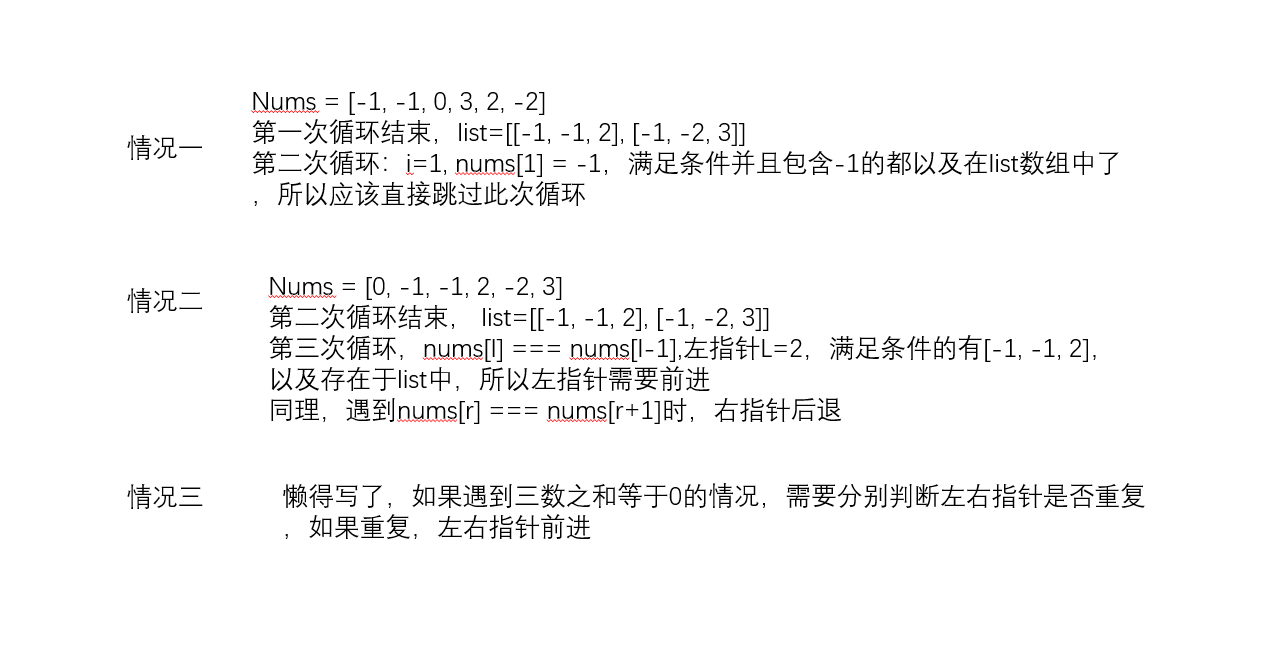 Nums = [-1, -1, 0, 3, 2, -2]
情况一
第一次循环结束，list=[[-1, -1, 2], [-1, -2, 3]]
第二次循环：i=1, nums[1] = -1，满足条件并且包含-1的都以及在list数组中了
，所以应该直接跳过此次循环
情况二
Nums = [0, -1, -1, 2, -2, 3]
第二次循环结束， list=[[-1, -1, 2], [-1, -2, 3]]
第三次循环，nums[l] === nums[l-1],左指针L=2，满足条件的有[-1, -1, 2],
以及存在于list中，所以左指针需要前进
同理，遇到nums[r] === nums[r+1]时，右指针后退
情况三
懒得写了，如果遇到三数之和等于0的情况，需要分别判断左右指针是否重复
，如果重复，左右指针前进